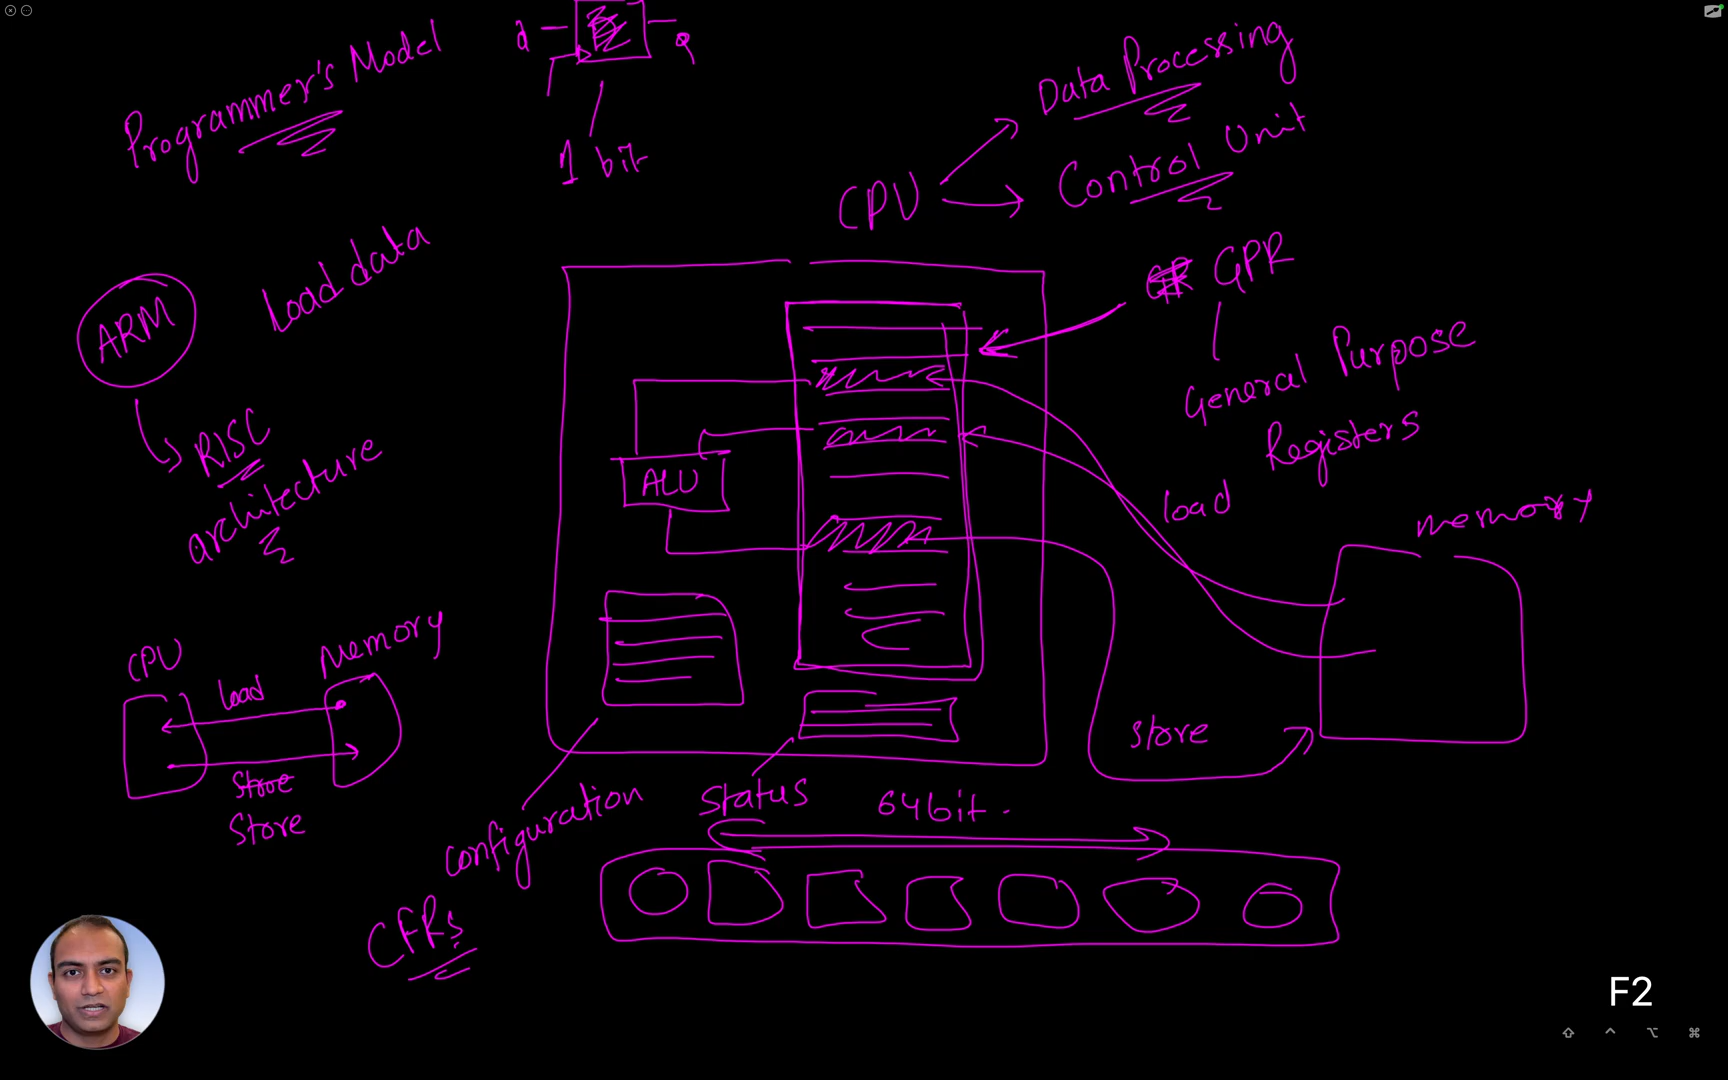 Programmer's Model
d
Q
1 bit
CPU
Data Processing
Control Unit
ARM
Load data
RISC
architecture
GPR
General Purpose
Registers
ALU
load
memory
CPU
Memory
load
Store
Store
store
configuration
CFRs
Status
64bit.
F2